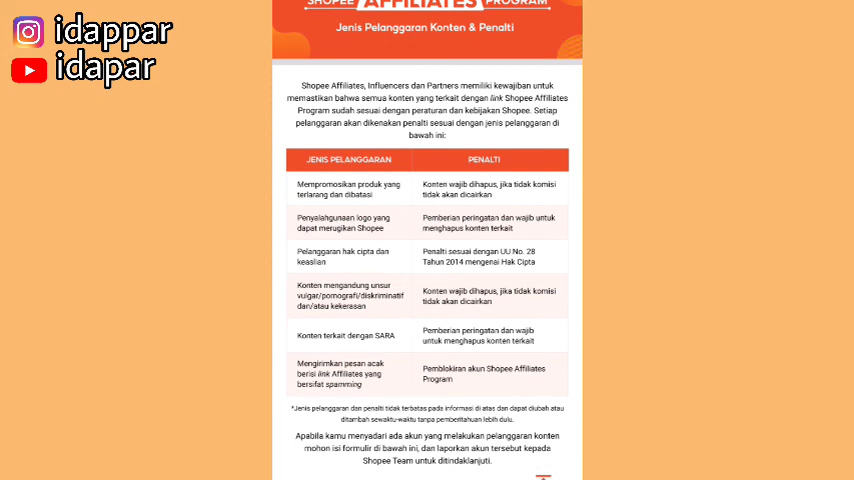 idappar
idapar
SHOPEE AFFILIATES PROGRAM
Jenis Pelanggaran Konten & Penalti
Shopee Affiliates, Influencers dan Partners memiliki kewajiban untuk
memastikan bahwa semua konten yang terkait dengan link Shopee Affiliates
Program sudah sesuai dengan peraturan dan kebijakan Shopee. Setiap
pelanggaran akan dikenakan penalti sesuai dengan jenis pelanggaran di
bawah ini:
JENIS PELANGGARAN PENALTI
Mempromosikan produk yang
terlarang dan dibatasi
Konten wajib dihapus, jika tidak komisi
tidak akan dicairkan
Penyalahgunaan logo yang
dapat merugikan Shopee
Pemberian peringatan dan wajib untuk
menghapus konten terkait
Pelanggaran hak cipta dan
keaslian
Penalti sesuai dengan UU No. 28
Tahun 2014 mengenai Hak Cipta
Konten mengandung unsur
vulgar/pornografi/diskriminatif
dan/atau kekerasan
Konten wajib dihapus, jika tidak komisi
tidak akan dicairkan
Konten terkait dengan SARA
Pemberian peringatan dan wajib
untuk menghapus konten terkait
Mengirimkan pesan acak
berisi link Affiliates yang
bersifat spamming
Pemblokiran akun Shopee Affiliates
Program
*Jenis pelanggaran dan penalti tidak terbatas pada informasi di atas dan dapat diubah atau
ditambah sewaktu-waktu tanpa pemberitahuan lebih dulu.
Apabila kamu menyadari ada akun yang melakukan pelanggaran konten
mohon isi formulir di bawah ini, dan laporkan akun tersebut kepada
Shopee Team untuk ditindaklanjuti.